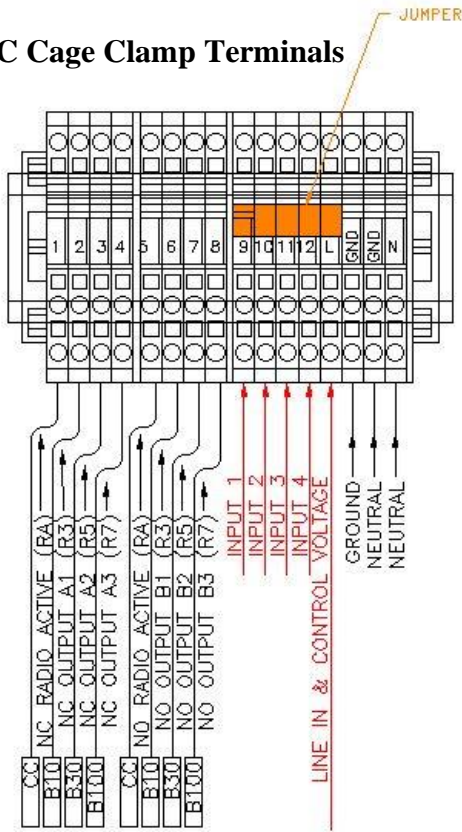 JUMPER
C Cage Clamp Terminals
1 2 3 4 5 6 7 8 9 10 11 12 L GND GND N
NC RADIO ACTIVE (RA)
NC OUTPUT A1 (R3)
NC OUTPUT A2 (R5)
NC OUTPUT A3 (R7)
NO RADIO ACTIVE (RA)
NO OUTPUT B1 (R3)
NO OUTPUT B2 (R5)
NO OUTPUT B3 (R7)
INPUT 1
INPUT 2
INPUT 3
INPUT 4
LINE IN & CONTROL VOLTAGE
GROUND
NEUTRAL
NEUTRAL
CC
B10
B30
B100
CC
B10
B30
B100